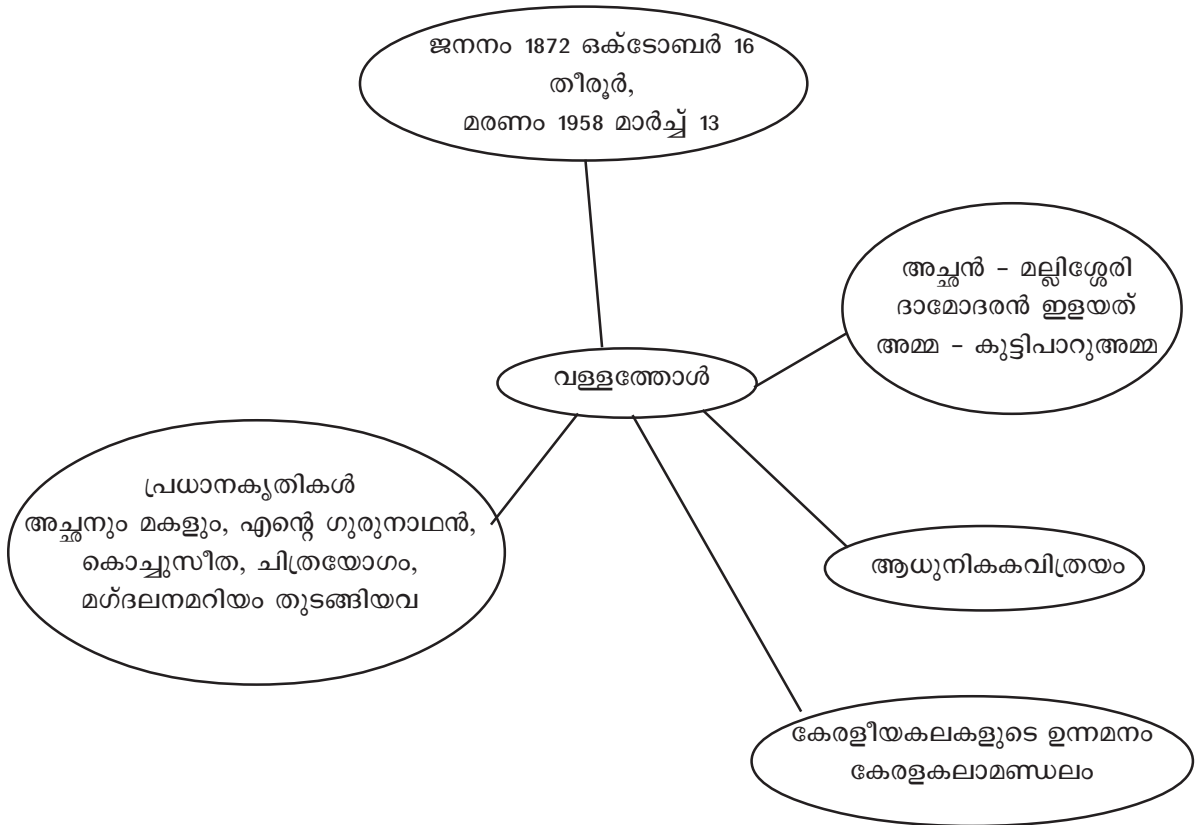 ജനനം 1872 ഒക്ടോബർ 16
തീരൂർ,
മരണം 1958 മാർച്ച് 13
അച്ഛൻ - മല്ലിശ്ശേരി
ദാമോദരൻ ഇളയത്
അമ്മ - കുട്ടിപാറുഅമ്മ
വള്ളത്തോൾ
പ്രധാനകൃതികൾ
അച്ഛനും മകളും, എന്റെ ഗുരുനാഥൻ,
കൊച്ചുസീത, ചിത്രയോഗം,
മഗ്ദലനമറിയം തുടങ്ങിയവ
ആധുനികകവിത്രയം
കേരളീയകലകളുടെ ഉന്നമനം
കേരളകലാമണ്ഡലം